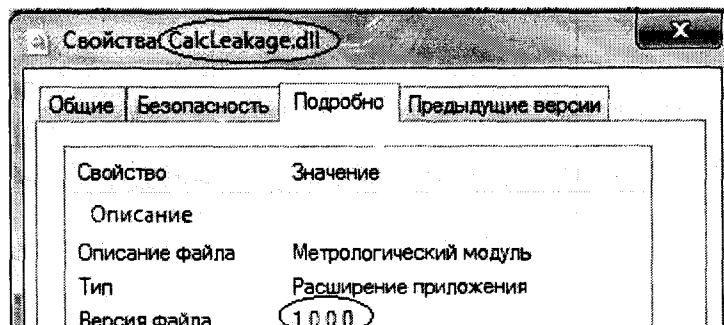 Свойства: CalcLeakage.dll
Общие Безопасность Подробно Предыдущие версии
Свойство Значение
Описание
Описание файла Метрологический модуль
Тип Расширение приложения
Версия файла 1.0.0.0